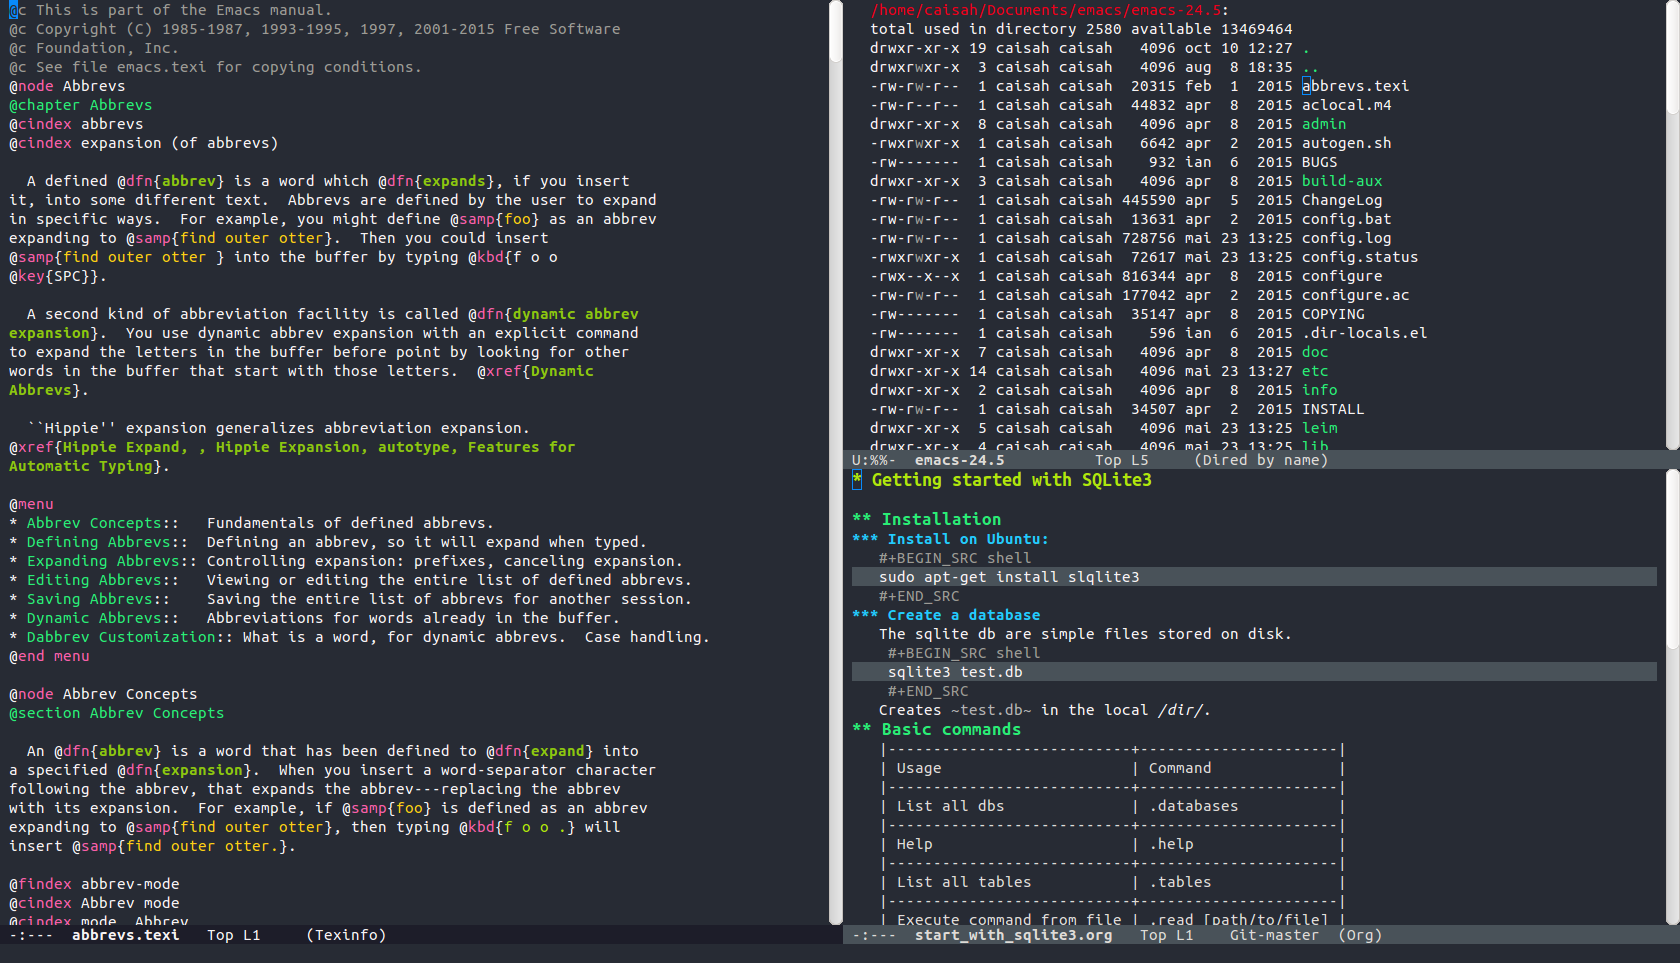 @c This is part of the Emacs manual.
@c Copyright (C) 1985-1987, 1993-1995, 1997, 2001-2015 Free Software
@c Foundation, Inc.
@c See file emacs.texi for copying conditions.
@node Abbrevs
@chapter Abbrevs
@cindex abbrevs
@cindex expansion (of abbrevs)

  A defined @dfn{abbrev} is a word which @dfn{expands}, if you insert
it, into some different text.  Abbrevs are defined by the user to expand
in specific ways.  For example, you might define @samp{foo} as an abbrev
expanding to @samp{find outer otter}.  Then you could insert
@samp{find outer otter } into the buffer by typing @kbd{f o o
@key{SPC}}.

  A second kind of abbreviation facility is called @dfn{dynamic abbrev
expansion}.  You use dynamic abbrev expansion with an explicit command
to expand the letters in the buffer before point by looking for other
words in the buffer that start with those letters.  @xref{Dynamic
Abbrevs}.

  ``Hippie'' expansion generalizes abbreviation expansion.
@xref{Hippie Expand, , Hippie Expansion, autotype, Features for
Automatic Typing}.

@menu
* Abbrev Concepts::   Fundamentals of defined abbrevs.
* Defining Abbrevs::  Defining an abbrev, so it will expand when typed.
* Expanding Abbrevs:: Controlling expansion: prefixes, canceling expansion.
* Editing Abbrevs::   Viewing or editing the entire list of defined abbrevs.
* Saving Abbrevs::    Saving the entire list of abbrevs for another session.
* Dynamic Abbrevs::   Abbreviations for words already in the buffer.
* Dabbrev Customization:: What is a word, for dynamic abbrevs.  Case handling.
@end menu

@node Abbrev Concepts
@section Abbrev Concepts

  An @dfn{abbrev} is a word that has been defined to @dfn{expand} into
a specified @dfn{expansion}.  When you insert a word-separator character
following the abbrev, that expands the abbrev---replacing the abbrev
with its expansion.  For example, if @samp{foo} is defined as an abbrev
expanding to @samp{find outer otter}, then typing @kbd{f o o .} will
insert @samp{find outer otter.}.

@findex abbrev-mode
@cindex Abbrev mode
@cindex mode, Abbrev
-:---  abbrevs.texi   Top L1     (Texinfo)
/home/caisah/Documents/emacs/emacs-24.5:
total used in directory 2580 available 13469464
drwxr-xr-x 19 caisah caisah   4096 oct 10 12:27 .
drwxrwxr-x  3 caisah caisah   4096 aug  8 18:35 ..
-rw-rw-r--  1 caisah caisah  20315 feb  1  2015 abbrevs.texi
-rw-r--r--  1 caisah caisah  44832 apr  8  2015 aclocal.m4
drwxr-xr-x  8 caisah caisah   4096 apr  8  2015 admin
-rwxrwxr-x  1 caisah caisah   6642 apr  2  2015 autogen.sh
-rw-------  1 caisah caisah    932 ian  6  2015 BUGS
drwxr-xr-x  3 caisah caisah   4096 apr  8  2015 build-aux
-rw-rw-r--  1 caisah caisah 445590 apr  5  2015 ChangeLog
-rw-rw-r--  1 caisah caisah  13631 apr  2  2015 config.bat
-rw-rw-r--  1 caisah caisah 728756 mai 23 13:25 config.log
-rwxrwxr-x  1 caisah caisah  72617 mai 23 13:25 config.status
-rwx--x--x  1 caisah caisah 816344 apr  8  2015 configure
-rw-rw-r--  1 caisah caisah 177042 apr  2  2015 configure.ac
-rw-------  1 caisah caisah  35147 apr  8  2015 COPYING
-rw-------  1 caisah caisah    596 ian  6  2015 .dir-locals.el
drwxr-xr-x  7 caisah caisah   4096 apr  8  2015 doc
drwxr-xr-x 14 caisah caisah   4096 mai 23 13:27 etc
drwxr-xr-x  2 caisah caisah   4096 apr  8  2015 info
-rw-rw-r--  1 caisah caisah  34507 apr  2  2015 INSTALL
drwxr-xr-x  5 caisah caisah   4096 mai 23 13:25 leim
drwxr-xr-x  4 caisah caisah   4096 mai 23 13:25 lib
U:%%-  emacs-24.5          Top L5     (Dired by name)
* Getting started with SQLite3

** Installation
*** Install on Ubuntu:
   #+BEGIN_SRC shell
   sudo apt-get install slqlite3
   #+END_SRC
*** Create a database
   The sqlite db are simple files stored on disk.
    #+BEGIN_SRC shell
    sqlite3 test.db
    #+END_SRC
   Creates ~test.db~ in the local /dir/.
** Basic commands
   |---------------------------+----------------------|
   | Usage                     | Command              |
   |---------------------------+----------------------|
   | List all dbs              | .databases           |
   |---------------------------+----------------------|
   | Help                      | .help                |
   |---------------------------+----------------------|
   | List all tables           | .tables              |
   |---------------------------+----------------------|
   | Execute command from file | .read [path/to/file] |
-:---  start_with_sqlite3.org   Top L1    Git-master  (Org)